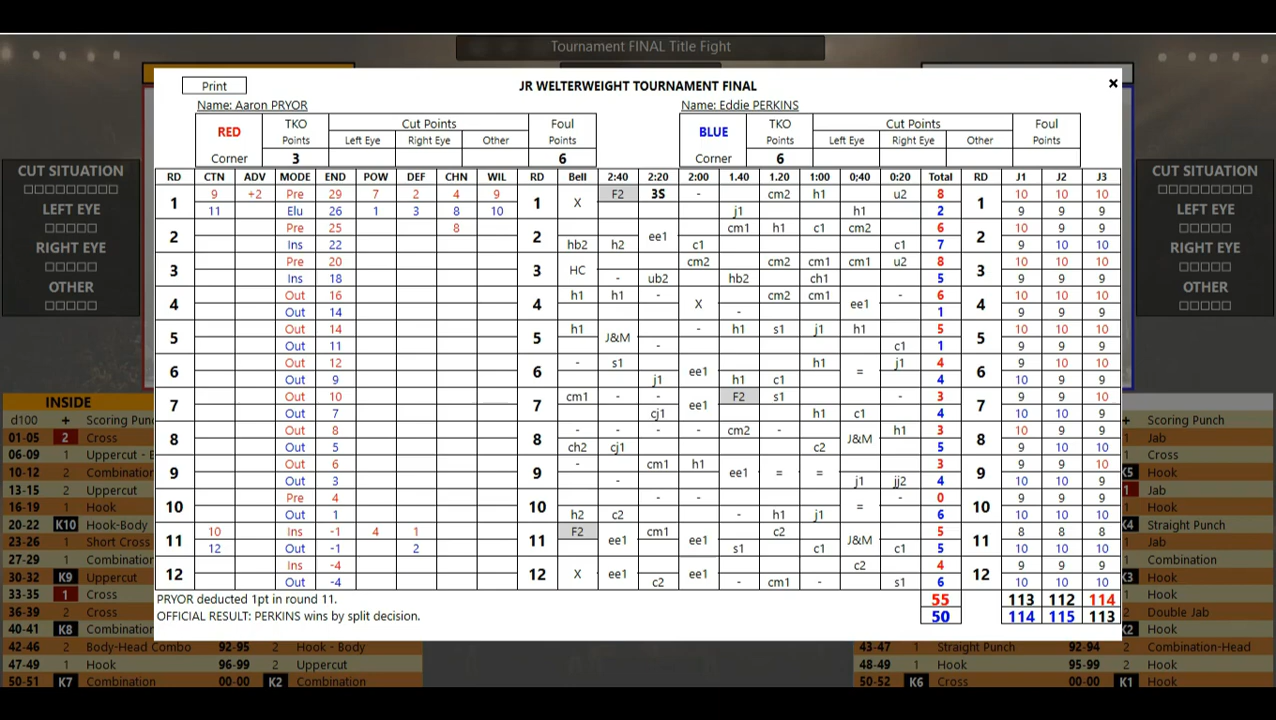 Tournament FINAL Title Fight
Print JR WELTERWEIGHT TOURNAMENT FINAL ×
Name: Aaron PRYOR Name: Eddie PERKINS
RED TKO Cut Points Foul BLUE TKO Cut Points Foul
Points Left Eye Right Eye Other Points Points Left Eye Right Eye Other Points
Corner 3 6 Corner 6
RD CTN ADV MODE END POW DEF CHN WIL RD Bell 2:40 2:20 2:00 1.40 1.20 1:00 0;40 0:20 Total RD J1 J2 J3
1 9 +2 Pre 29 7 2 4 9 1 X F2 3S - cm2 h1 u2 8 1 10 10 10
11 Elu 26 1 3 8 10 j1 h1 2 9 9 9
2 Pre 25 8 2 ee1 cm1 h1 c1 cm2 6 2 10 9 9
Ins 22 hb2 h2 c1 c1 7 9 10 10
3 Pre 20 3 HC cm2 cm2 cm1 cm1 u2 8 3 10 10 10
Ins 18 - ub2 hb2 ch1 5 9 9 9
4 Out 16 4 h1 h1 - X cm2 cm1 ee1 - 6 4 10 10 10
Out 14 - 1 9 9 9
5 Out 14 5 h1 J&M - h1 s1 j1 h1 5 5 10 10 10
Out 11 - c1 1 9 9 9
6 Out 12 6 - s1 ee1 h1 = j1 4 6 9 10 10
Out 9 j1 h1 c1 4 10 9 9
7 Out 10 7 cm1 - ee1 F2 s1 - - 3 7 9 9 10
Out 7 cj1 h1 c1 4 10 10 9
8 Out 8 8 - - - - cm2 - J&M h1 3 8 10 9 9
Out 5 ch2 cj1 c2 5 9 10 10
9 Out 6 9 - cm1 h1 ee1 = = 3 9 9 9 10
Out 3 - j1 jj2 4 10 10 9
10 Pre 4 10 - - = - 0 10 9 9 9
Out 1 h2 c2 - h1 j1 6 10 10 10
11 10 Ins -1 4 1 11 F2 ee1 cm1 ee1 c2 J&M 5 11 8 8 8
12 Out -1 2 s1 c1 c1 5 10 10 10
12 Ins -4 12 X ee1 ee1 c2 4 12 9 9 9
Out -4 c2 - cm1 - s1 6 10 10 10
PRYOR deducted 1pt in round 11. 55 113 112 114
OFFICIAL RESULT: PERKINS wins by split decision. 50 114 115 113
CUT SITUATION
LEFT EYE
RIGHT EYE
OTHER
CUT SITUATION
LEFT EYE
RIGHT EYE
OTHER
INSIDE
d100 + Scoring Punc
01-05 2 Cross
06-09 1 Uppercut - E
10-12 2 Combination
13-15 2 Uppercut
16-19 1 Hook
20-22 K10 Hook-Body
23-26 1 Short Cross
27-29 1 Combination
30-32 K9 Uppercut
33-35 1 Cross
36-39 2 Cross
40-41 K8 Combination
42-46 2 Body-Head Combo 92-95 2 Hook - Body
47-49 1 Hook 96-99 2 Uppercut
50-51 K7 Combination 00-00 K2 Combination
+ Scoring Punch
1 Jab
1 Cross
K5 Hook
1 Jab
1 Hook
K4 Straight Punch
1 Jab
1 Combination
K3 Hook
1 Hook
2 Double Jab
K2 Hook
43-47 1 Straight Punch 92-94 2 Combination-Head
48-49 1 Hook 95-99 2 Hook
50-52 K6 Cross 00-00 K1 Hook